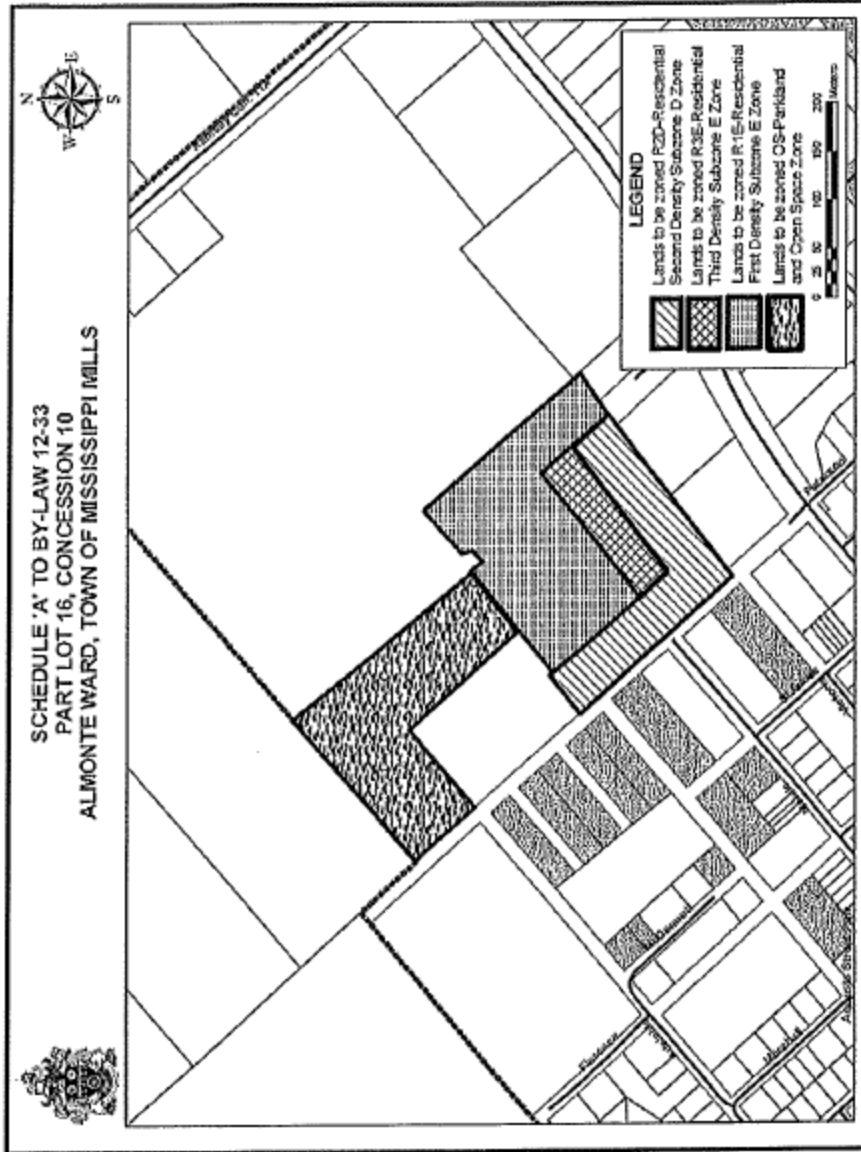 SCHEDULE 'A' TO BY-LAW 12-33
PART LOT 16, CONCESSION 10
ALMONTE WARD, TOWN OF MISSISSIPPI MILLS
N
W
E
S
LEGEND
Lands to be zoned R2D-Residential
Second Density Subzone D Zone
Lands to be zoned R3E-Residential
Third Density Subzone E Zone
Lands to be zoned R1E-Residential
First Density Subzone E Zone
Lands to be zoned OS-Parkland
and Open Space Zone
0 25 50 100 150 200
Meters